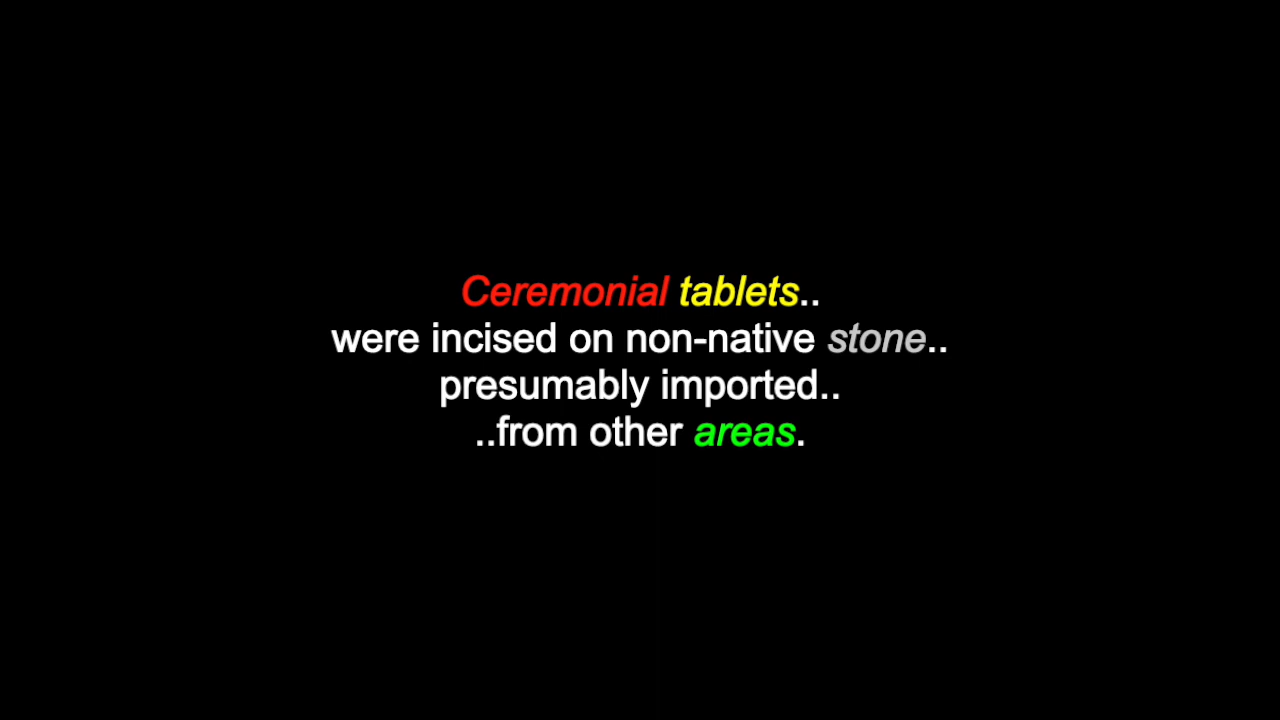 Ceremonial tablets..
were incised on non-native stone..
presumably imported..
..from other areas.